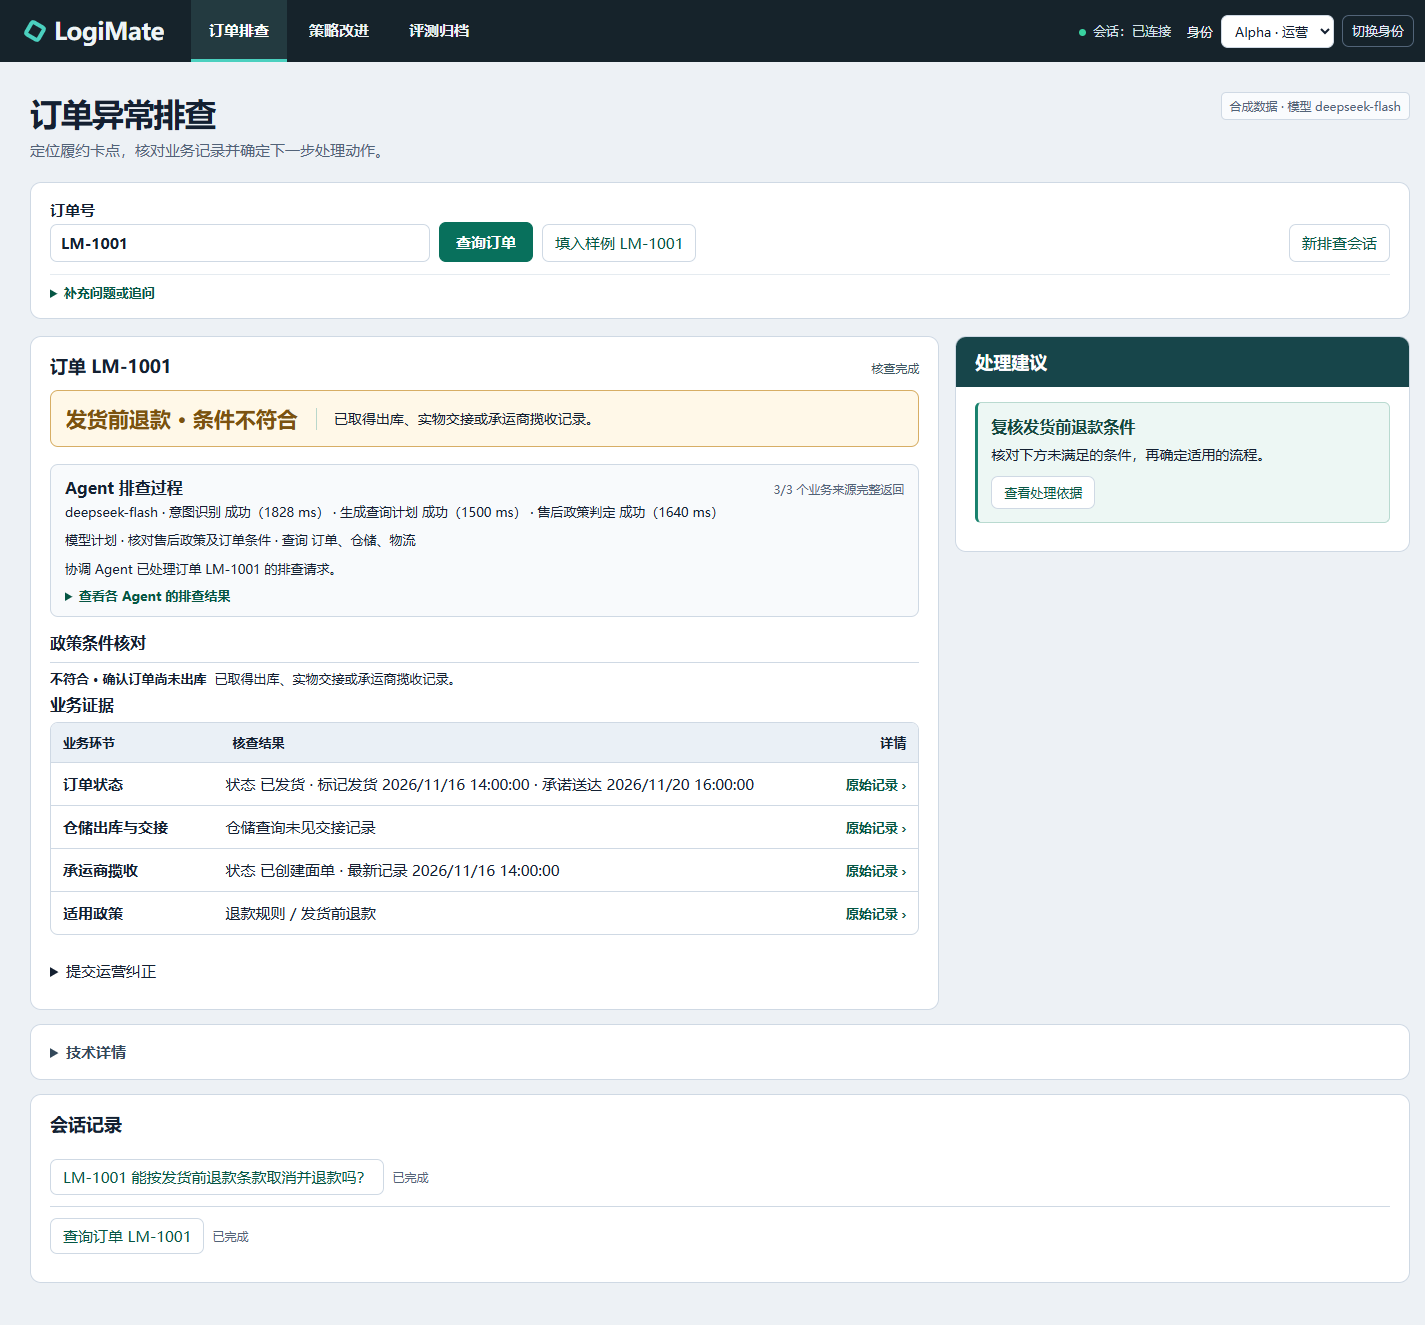 LogiMate
订单排查
策略改进
评测归档
会话：已连接
身份
Alpha · 运营
切换身份
订单异常排查
合成数据 · 模型 deepseek-flash
定位履约卡点，核对业务记录并确定下一步处理动作。
订单号
LM-1001
查询订单
填入样例 LM-1001
新排查会话
补充问题或追问
订单 LM-1001
核查完成
发货前退款 · 条件不符合
已取得出库、实物交接或承运商揽收记录。
Agent 排查过程
3/3 个业务来源完整返回
deepseek-flash · 意图识别 成功（1828 ms） · 生成查询计划 成功（1500 ms） · 售后政策判定 成功（1640 ms）
模型计划 · 核对售后政策及订单条件 · 查询 订单、仓储、物流
协调 Agent 已处理订单 LM-1001 的排查请求。
查看各 Agent 的排查结果
政策条件核对
不符合 · 确认订单尚未出库 已取得出库、实物交接或承运商揽收记录。
业务证据
业务环节 核查结果 详情
订单状态 状态 已发货 · 标记发货 2026/11/16 14:00:00 · 承诺送达 2026/11/20 16:00:00 原始记录 ›
仓储出库与交接 仓储查询未见交接记录 原始记录 ›
承运商揽收 状态 已创建面单 · 最新记录 2026/11/16 14:00:00 原始记录 ›
适用政策 退款规则 / 发货前退款 原始记录 ›
提交运营纠正
处理建议
复核发货前退款条件
核对下方未满足的条件，再确定适用的流程。
查看处理依据
技术详情
会话记录
LM-1001 能按发货前退款条款取消并退款吗？ 已完成
查询订单 LM-1001 已完成